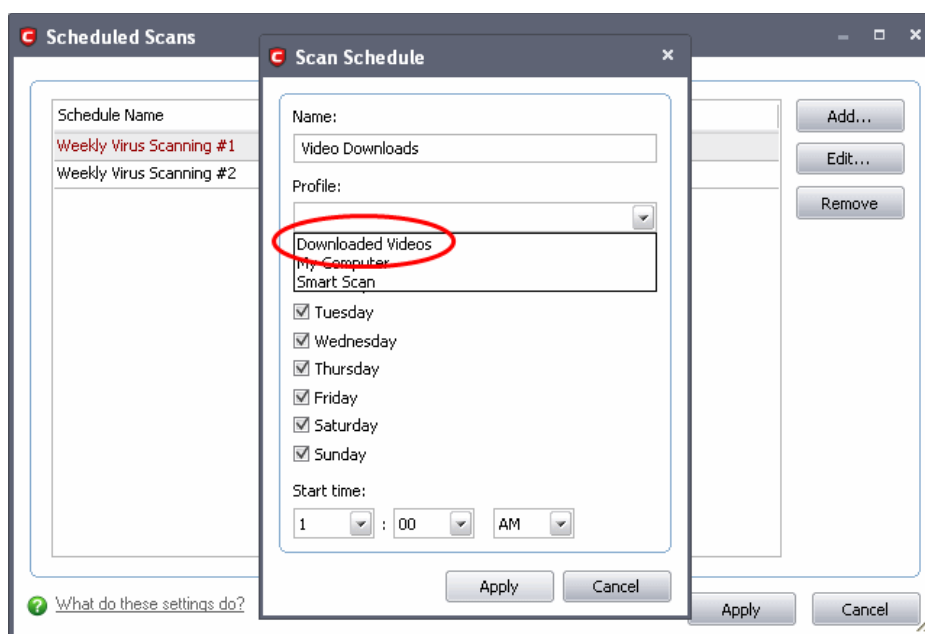 Scheduled Scans
Schedule Name
Weekly Virus Scanning #1
Weekly Virus Scanning #2
Add...
Edit...
Remove
What do these settings do?
Apply
Cancel
Scan Schedule
Name:
Video Downloads
Profile:
Downloaded Videos
My Computer
Smart Scan
Tuesday
Wednesday
Thursday
Friday
Saturday
Sunday
Start time:
1 : 00 AM
Apply
Cancel